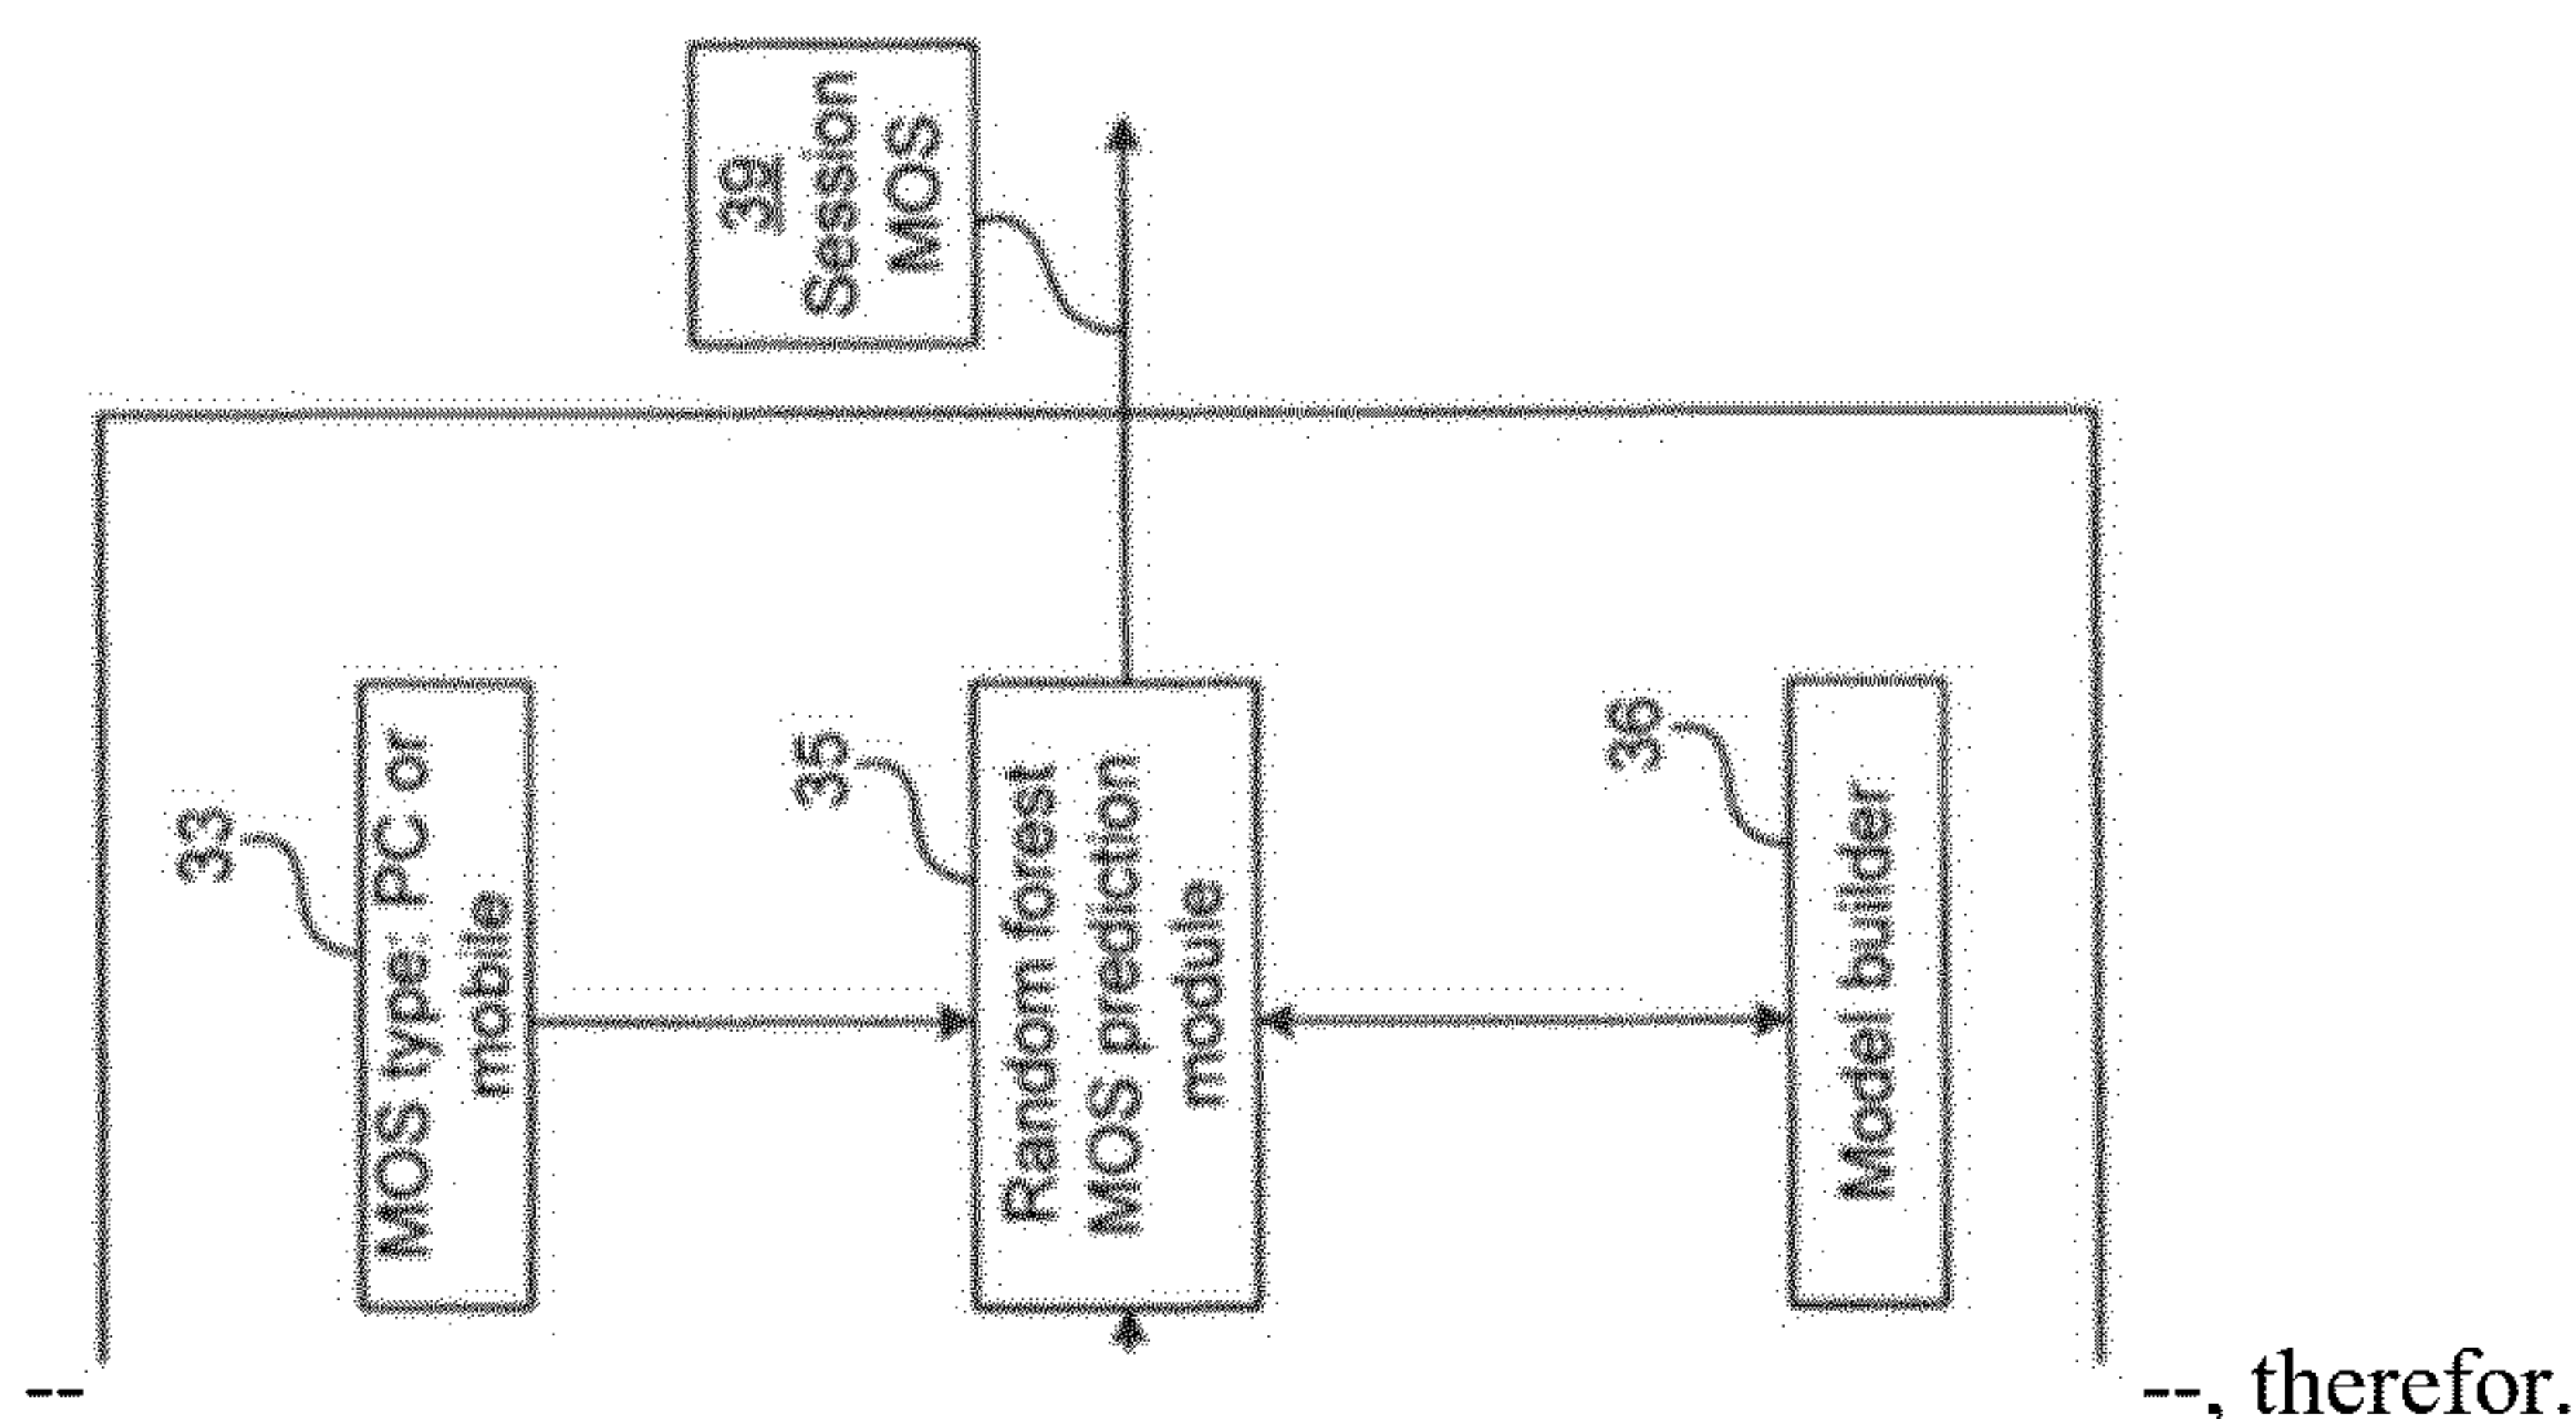 39
Session
MOS
33
MOS type: PC or
mobile
35
Random forest
MOS prediction
module
36
Model builder
--
--, therefor.